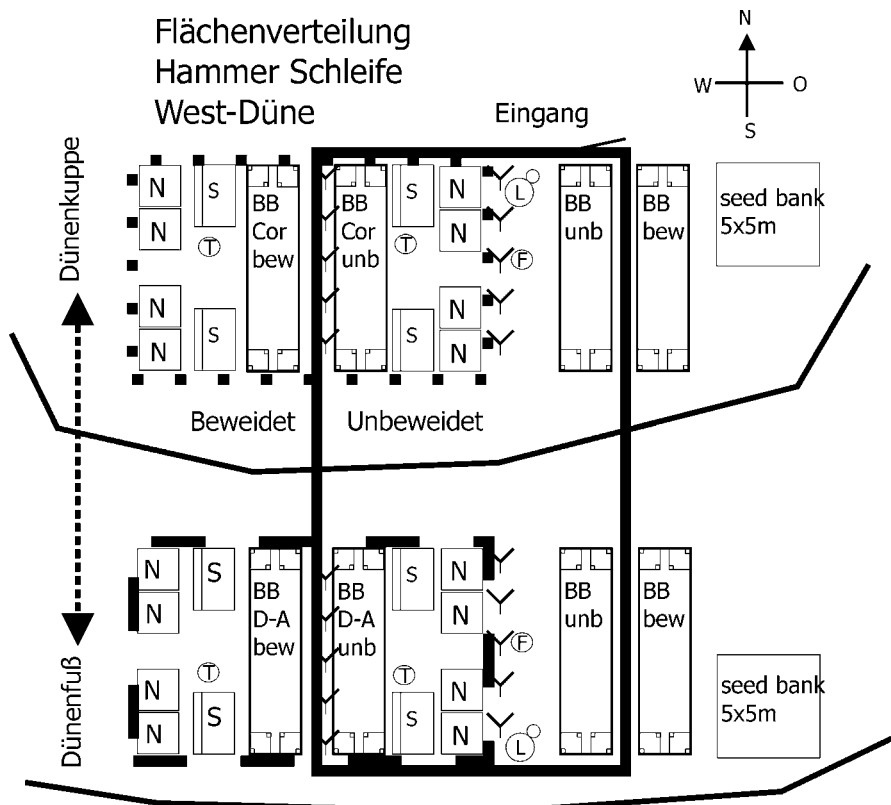 Flächenverteilung
Hammer Schleife
West-Düne
Eingang
N
W O
S
Dünenkuppe
Dünenfuß
N S BB Cor bew BB Cor unb S N L BB unb BB bew seed bank 5x5m
N T T N F
N S S N
N N
Beweidet Unbeweidet
N S BB D-A bew BB D-A unb S N BB unb BB bew
N N F
N T T N seed bank 5x5m
N S S N L